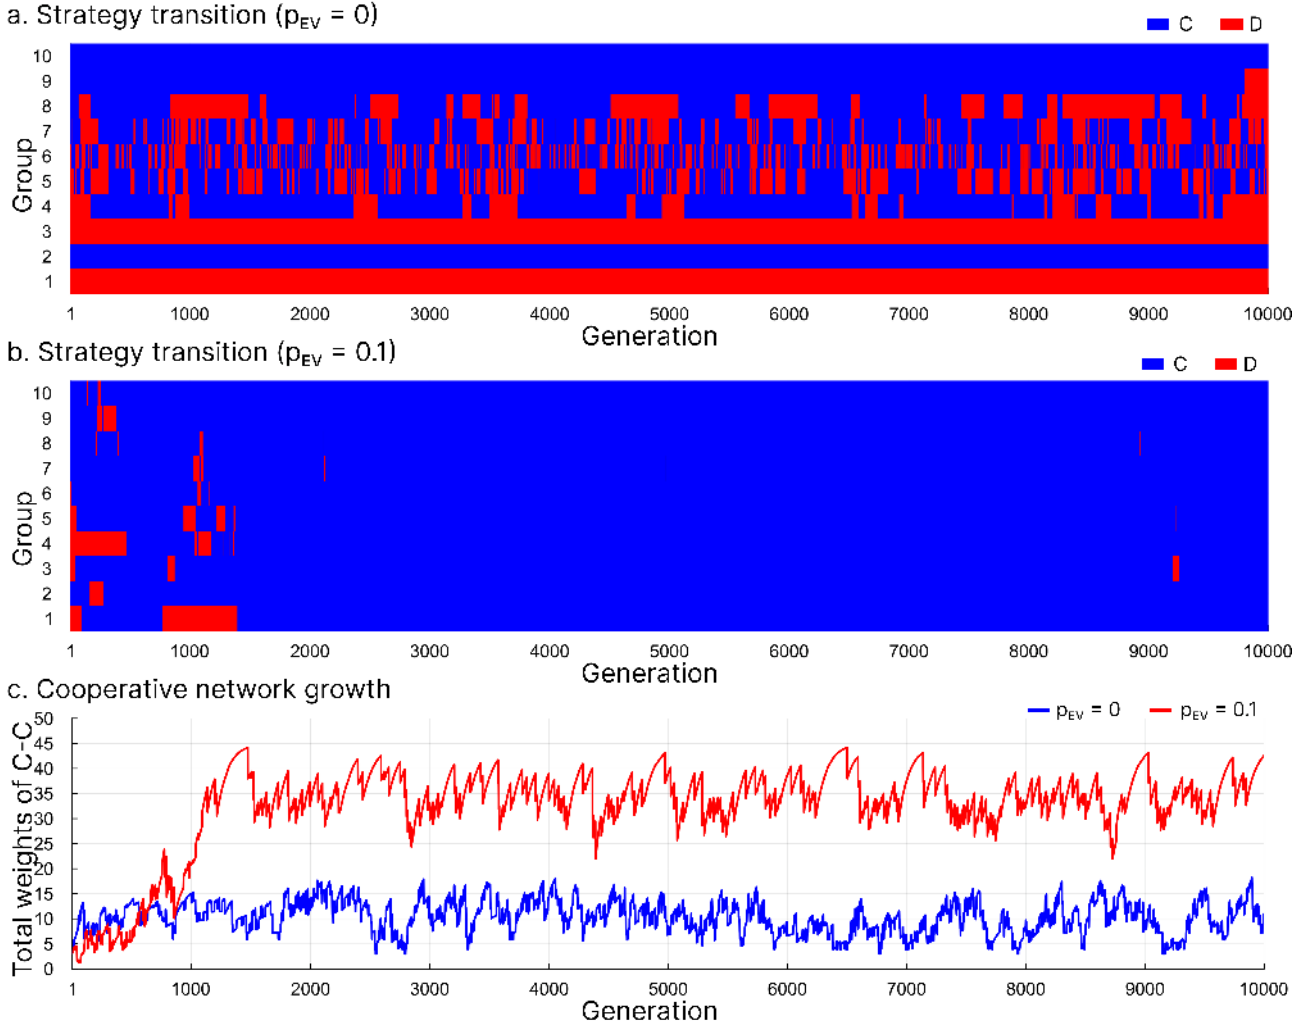 a. Strategy transition (pEV = 0)
C D
Group
10
9
8
7
6
5
4
3
2
1
1 1000 2000 3000 4000 5000 6000 7000 8000 9000 10000
Generation
b. Strategy transition (pEV = 0.1)
C D
Group
10
9
8
7
6
5
4
3
2
1
1 1000 2000 3000 4000 5000 6000 7000 8000 9000 10000
Generation
c. Cooperative network growth
pEV = 0 pEV = 0.1
Total weights of C-C
50
45
40
35
30
25
20
15
10
5
0
1 1000 2000 3000 4000 5000 6000 7000 8000 9000 10000
Generation